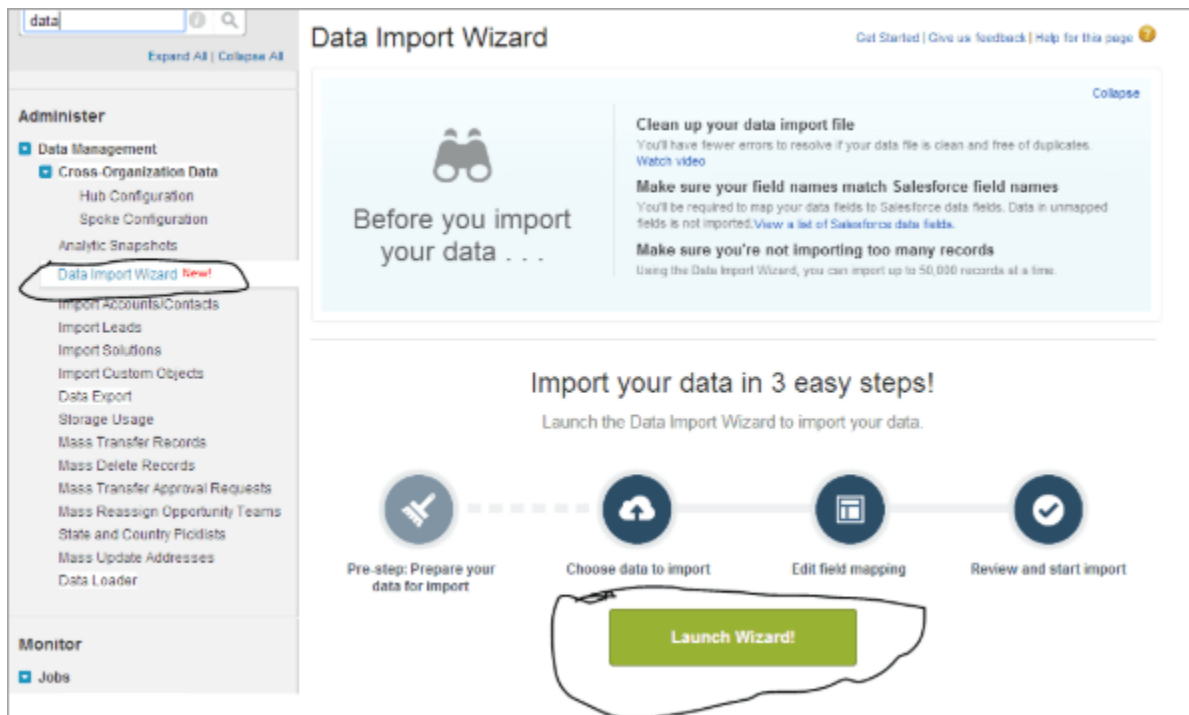 data
Expand All | Collapse All
Administer
Data Management
Cross-Organization Data
Hub Configuration
Spoke Configuration
Analytic Snapshots
Data Import Wizard New!
Import Accounts/Contacts
Import Leads
Import Solutions
Import Custom Objects
Data Export
Storage Usage
Mass Transfer Records
Mass Delete Records
Mass Transfer Approval Requests
Mass Reassign Opportunity Teams
State and Country Picklists
Mass Update Addresses
Data Loader
Monitor
Jobs
Data Import Wizard
Get Started | Give us feedback | Help for this page
Collapse
Before you import
your data . . .
Clean up your data import file
You'll have fewer errors to resolve if your data file is clean and free of duplicates.
Watch video
Make sure your field names match Salesforce field names
You'll be required to map your data fields to Salesforce data fields. Data in unmapped
fields is not imported.View a list of Salesforce data fields.
Make sure you're not importing too many records
Using the Data Import Wizard, you can import up to 50,000 records at a time.
Import your data in 3 easy steps!
Launch the Data Import Wizard to import your data.
Pre-step: Prepare your
data for import
Choose data to import
Edit field mapping
Review and start import
Launch Wizard!